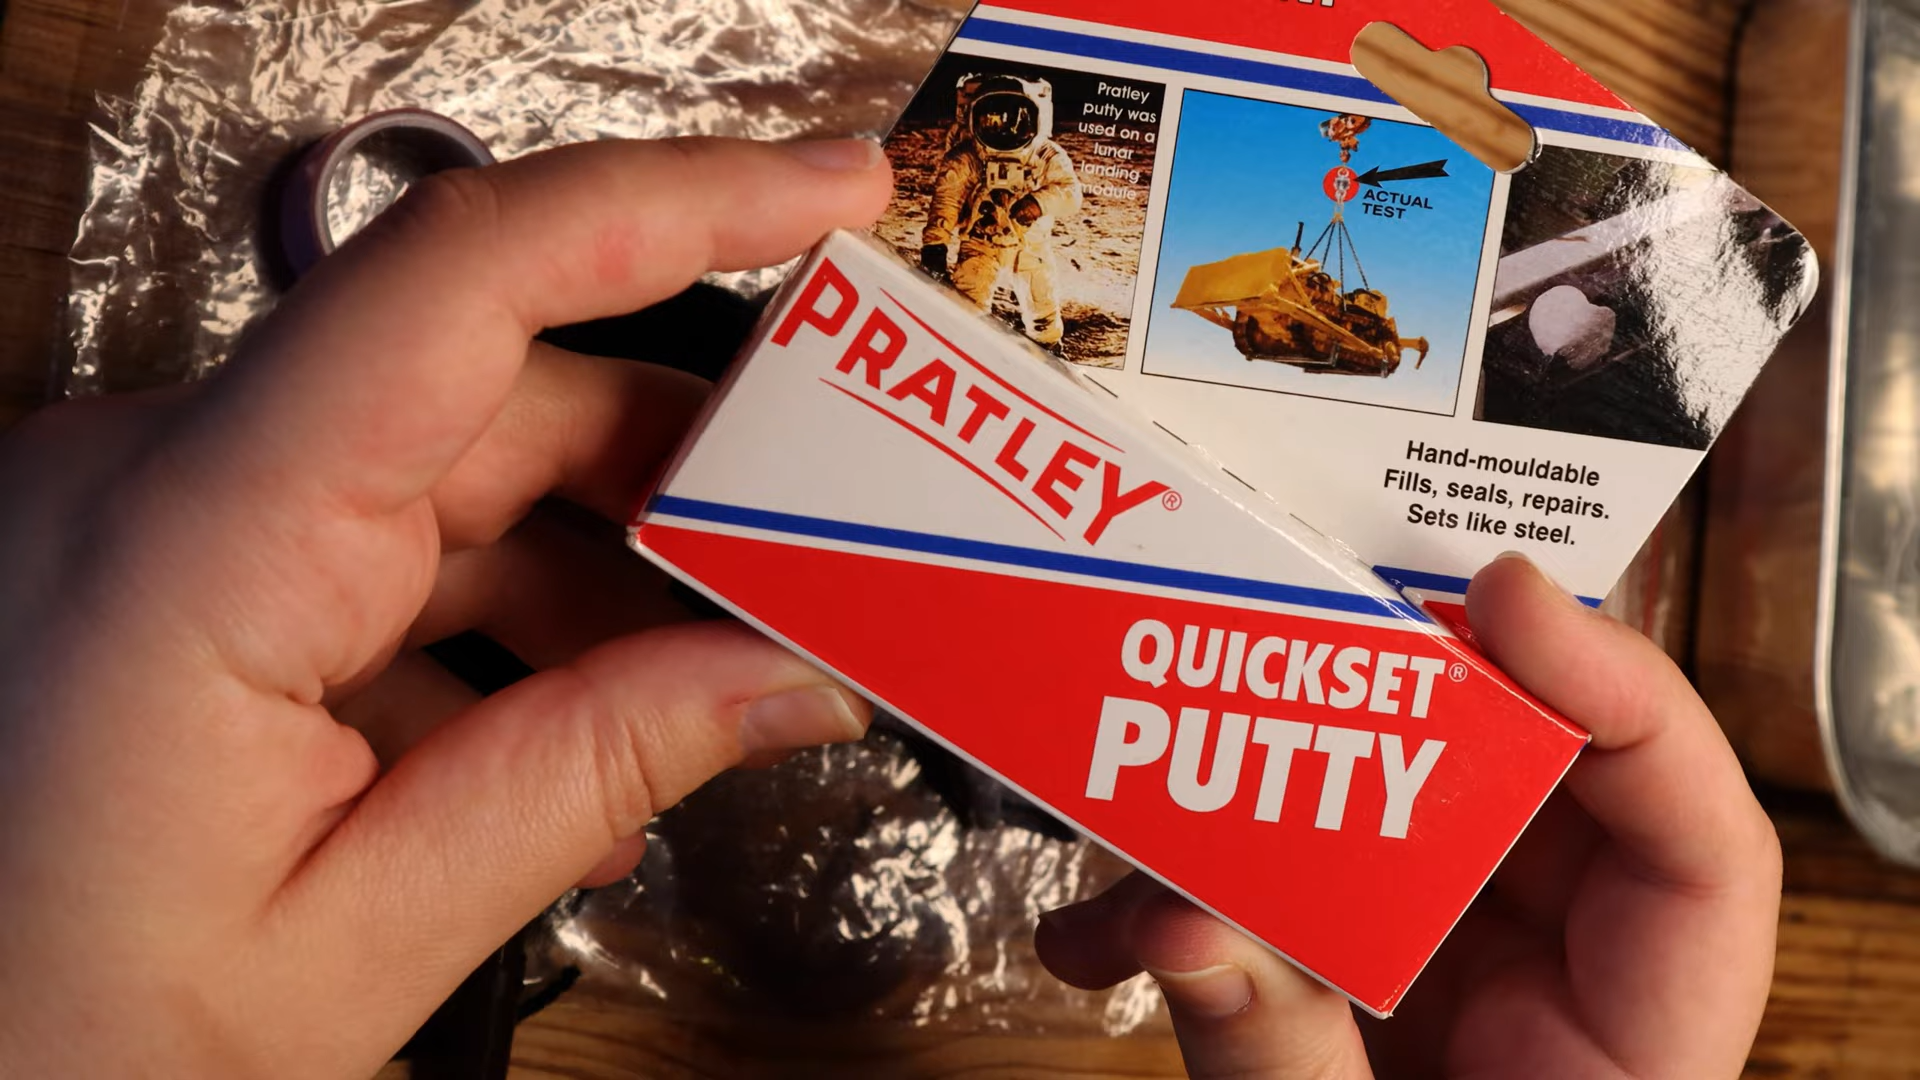 Pratley
putty was
used on a
lunar
landing
module
ACTUAL
TEST
Hand-mouldable
Fills, seals, repairs.
Sets like steel.
PRATLEY®
QUICKSET®
PUTTY